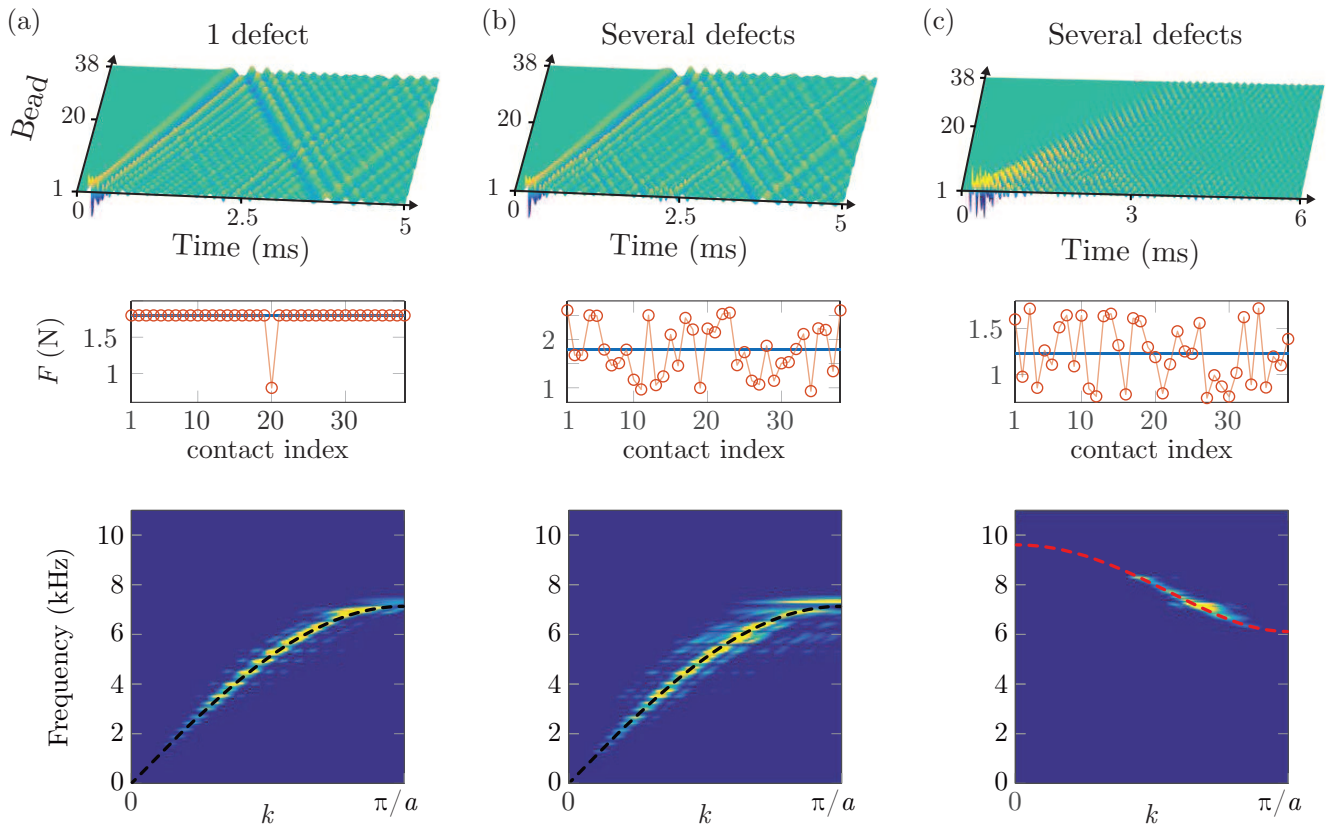 (a)
1 defect
38
20
1
Bead
0
2.5
5
Time (ms)
1.5
1
F (N)
1
10
20
30
contact index
10
8
6
4
2
0
Frequency (kHz)
0
k
π/a
(b)
Several defects
38
20
1
0
2.5
5
Time (ms)
2
1
1
10
20
30
contact index
10
8
6
4
2
0
0
k
π/a
(c)
Several defects
38
20
1
0
3
6
Time (ms)
1.5
1
1
10
20
30
contact index
10
8
6
4
2
0
0
k
π/a